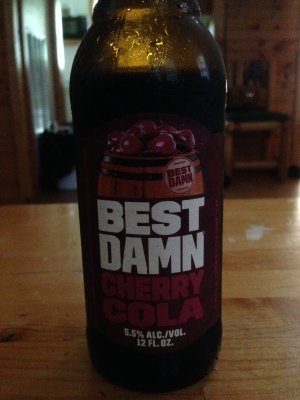 BEST
DAMN
BEST
DAMN
CHERRY
COLA
5.5% ALC./VOL.
12 FL. OZ.